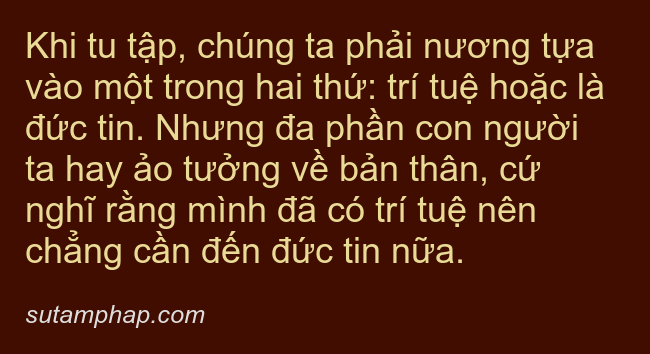 Khi tu tập, chúng ta phải nương tựa
vào một trong hai thứ: trí tuệ hoặc là
đức tin. Nhưng đa phần con người
ta hay ảo tưởng về bản thân, cứ
nghĩ rằng mình đã có trí tuệ nên
chẳng cần đến đức tin nữa.
sutamphap.com